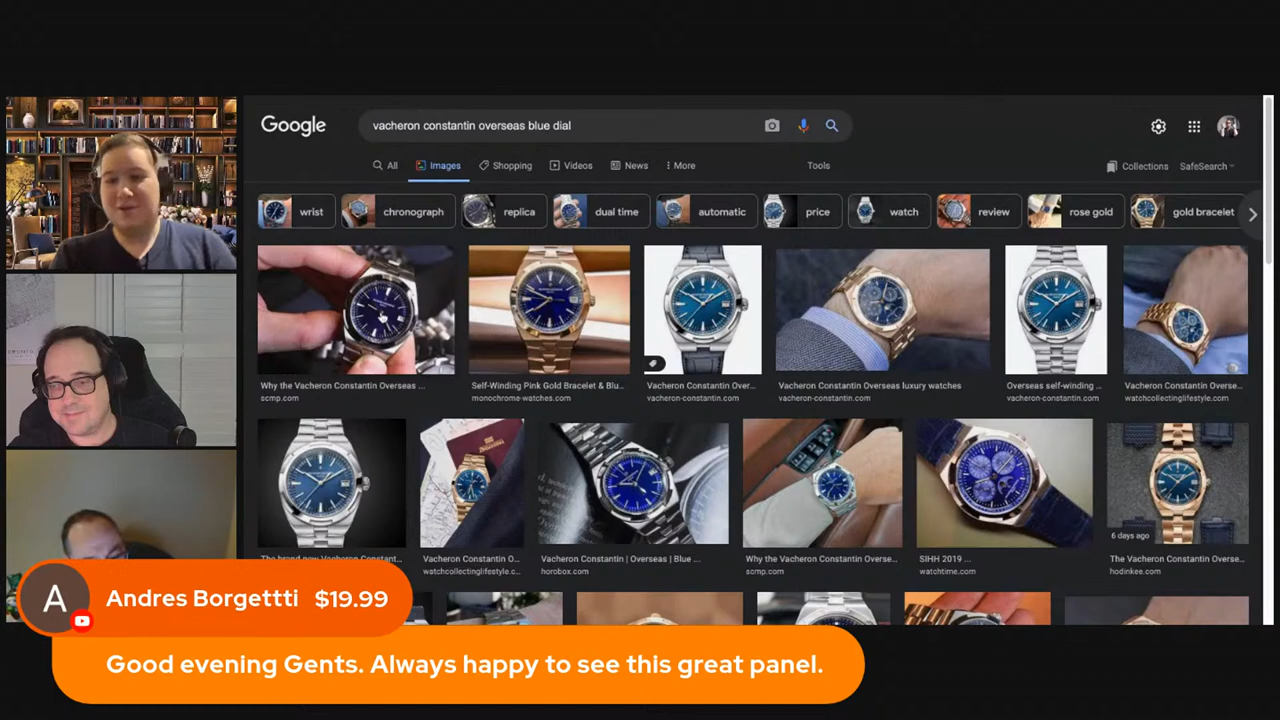 Google
vacheron constantin overseas blue dial
All
Images
Shopping
Videos
News
More
Tools
Collections
SafeSearch
wrist
chronograph
replica
dual time
automatic
price
watch
review
rose gold
gold bracelet
Why the Vacheron Constantin Overseas ...
scmp.com
Self-Winding Pink Gold Bracelet & Blu...
monochrome-watches.com
Vacheron Constantin Over...
vacheron-constantin.com
Vacheron Constantin Overseas luxury watches
vacheron-constantin.com
Overseas self-winding ...
vacheron-constantin.com
Vacheron Constantin Overse...
watchcollectinglifestyle.com
6 days ago
The brand new Vacheron Constant...
Vacheron Constantin O...
watchcollectinglifestyle.c...
Vacheron Constantin | Overseas | Blue ...
horobox.com
Why the Vacheron Constantin Overse...
scmp.com
SIHH 2019 ...
watchtime.com
The Vacheron Constantin Overse...
hodinkee.com
A
Andres Borgettti $19.99
Good evening Gents. Always happy to see this great panel.